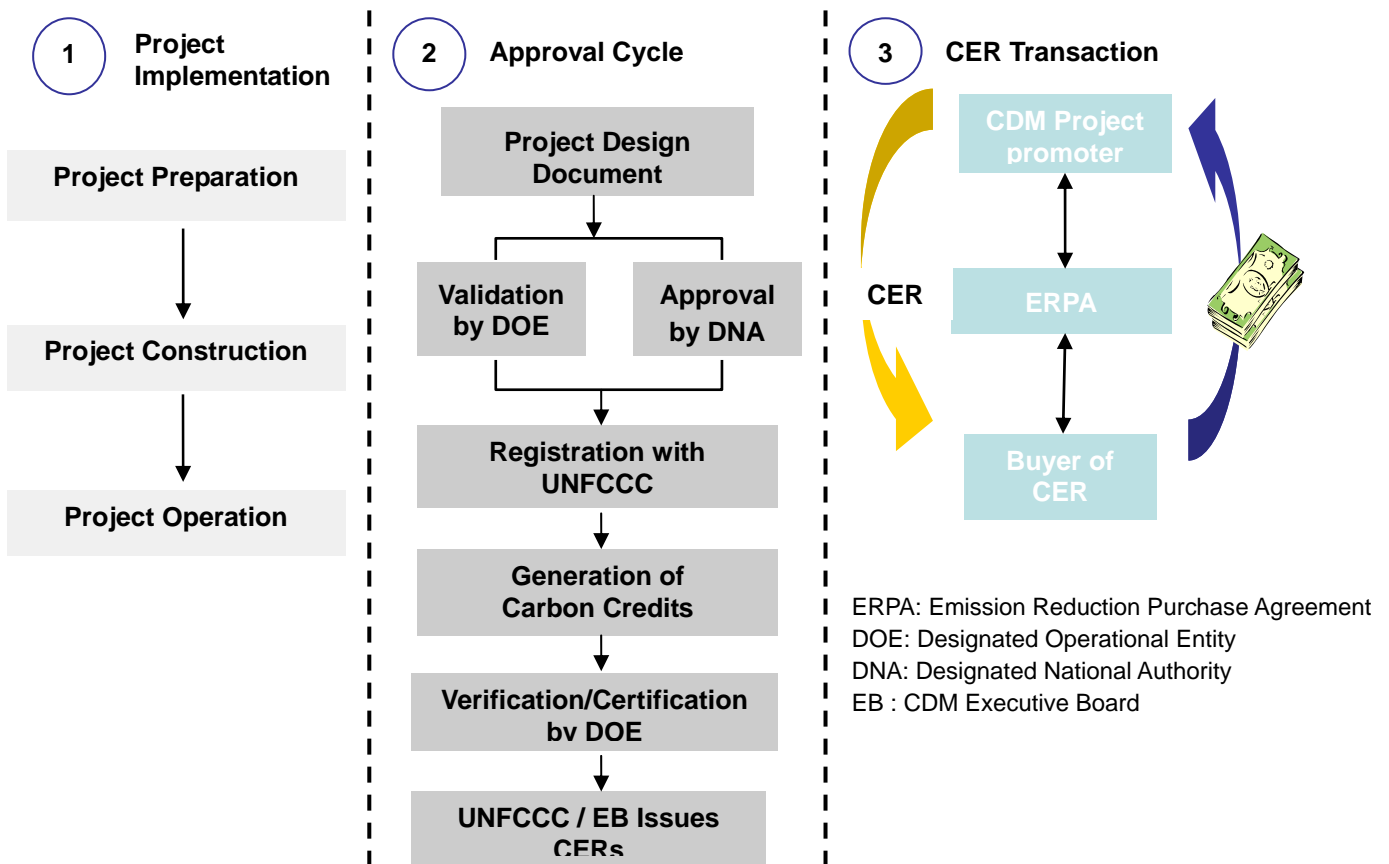 1
Project
Implementation
Project Preparation
Project Construction
Project Operation
2
Approval Cycle
Project Design
Document
Validation
by DOE
Approval
by DNA
Registration with
UNFCCC
Generation of
Carbon Credits
Verification/Certification
by DOE
UNFCCC / EB Issues
CERs
3
CER Transaction
CDM Project
promoter
CER
ERPA
Buyer of
CER
ERPA: Emission Reduction Purchase Agreement
DOE: Designated Operational Entity
DNA: Designated National Authority
EB : CDM Executive Board